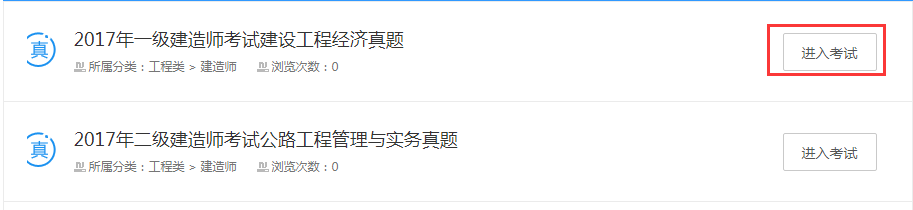 真
2017年一级建造师考试建设工程经济真题
所属分类：工程类 > 建造师 浏览次数：0
进入考试
真
2017年二级建造师考试公路工程管理与实务真题
所属分类：工程类 > 建造师 浏览次数：0
进入考试